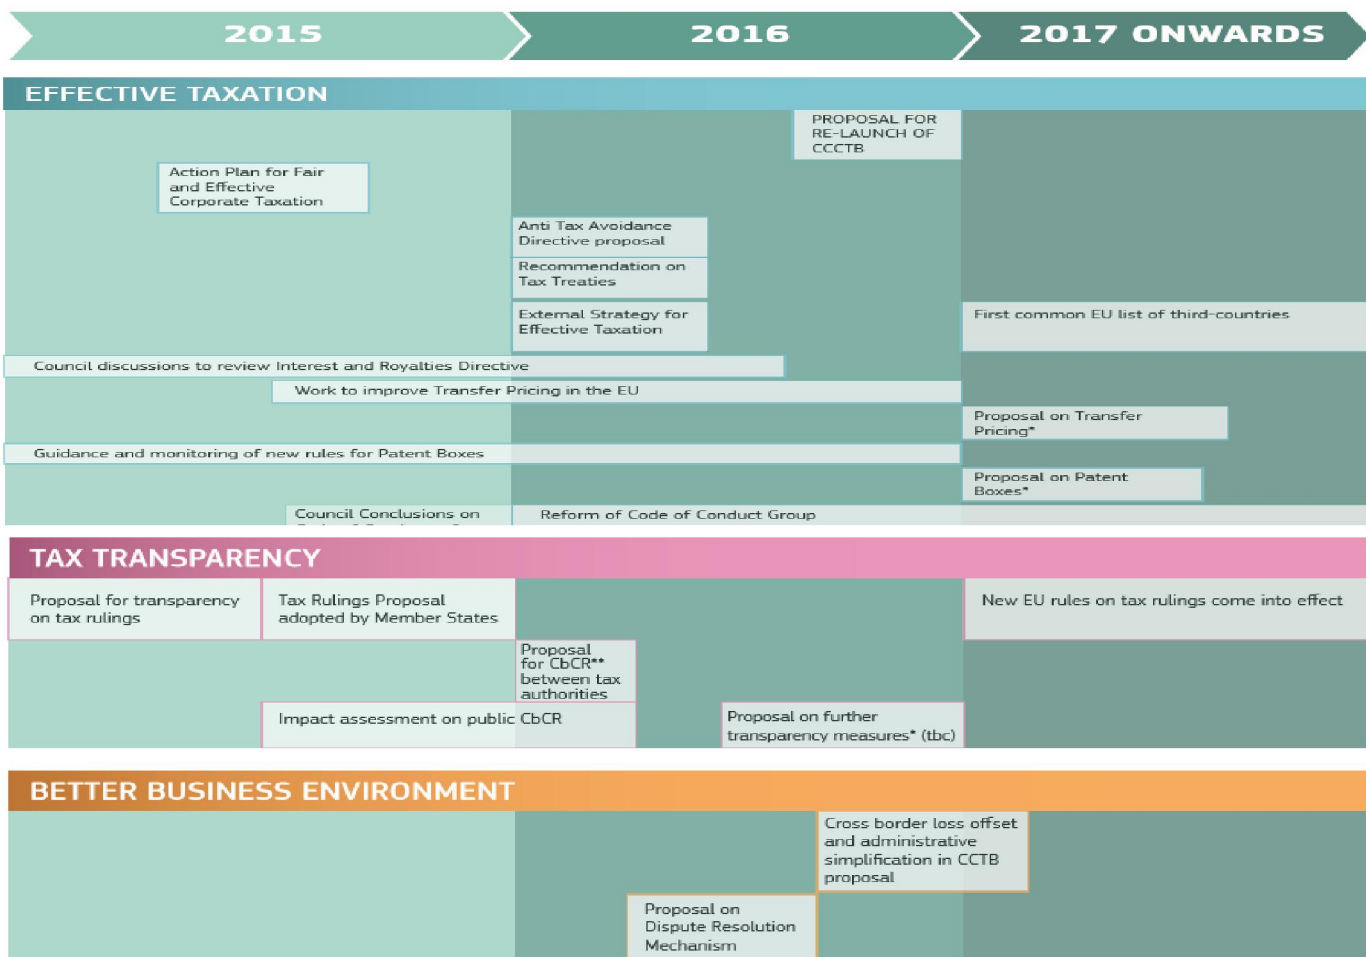 2015
2016
2017 ONWARDS
EFFECTIVE TAXATION
PROPOSAL FOR
RE-LAUNCH OF
CCCTB
Action Plan for Fair
and Effective
Corporate Taxation
Anti Tax Avoidance
Directive proposal
Recommendation on
Tax Treaties
External Strategy for
Effective Taxation
First common EU list of third-countries
Council discussions to review Interest and Royalties Directive
Work to improve Transfer Pricing in the EU
Proposal on Transfer
Pricing*
Guidance and monitoring of new rules for Patent Boxes
Proposal on Patent
Boxes*
Council Conclusions on
Reform of Code of Conduct Group
TAX TRANSPARENCY
Proposal for transparency
on tax rulings
Tax Rulings Proposal
adopted by Member States
New EU rules on tax rulings come into effect
Proposal
for CbCR**
between tax
authorities
Impact assessment on public CbCR
Proposal on further
transparency measures* (tbc)
BETTER BUSINESS ENVIRONMENT
Cross border loss offset
and administrative
simplification in CCTB
proposal
Proposal on
Dispute Resolution
Mechanism